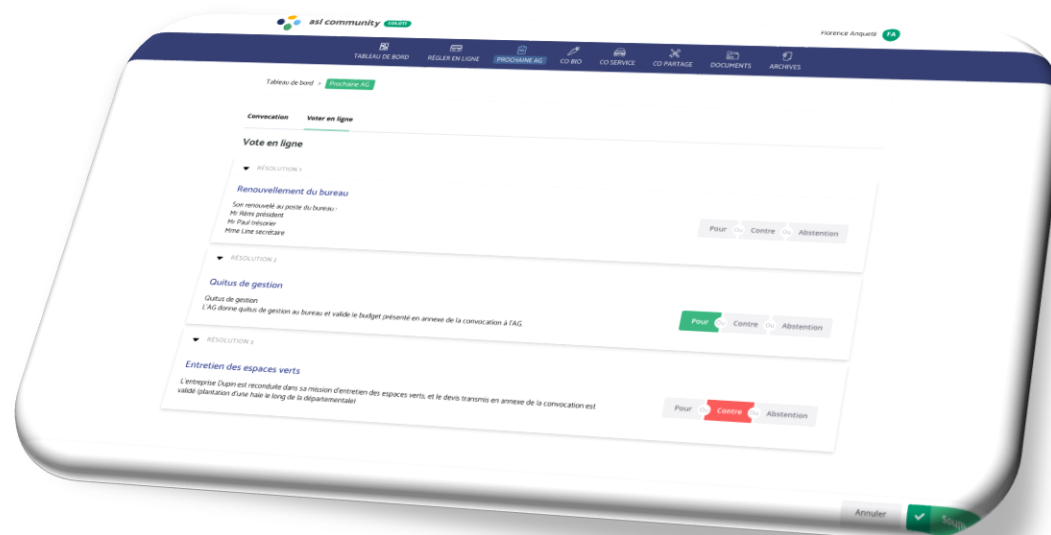 asl community
Florence Anquetil FA
TABLEAU DE BORD RÉGLER EN LIGNE PROCHAINE AG CO BIO CO SERVICE CO PARTAGE DOCUMENTS ARCHIVES
Tableau de bord > Prochaine AG
Convocation Voter en ligne
Vote en ligne
RÉSOLUTION 1
Renouvellement du bureau
Son renouvelé au poste du bureau :
Mr Rémi président
Mr Paul trésorier
Mme Line secrétaire
Pour Ou Contre Ou Abstention
RÉSOLUTION 2
Quitus de gestion
Quitus de gestion
L'AG donne quitus de gestion au bureau et valide le budget présenté en annexe de la convocation à l'AG.
Pour Ou Contre Ou Abstention
RÉSOLUTION 3
Entretien des espaces verts
L'entreprise Dupin est reconduite dans sa mission d'entretien des espaces verts, et le devis transmis en annexe de la convocation est
validé (plantation d'une haie le long de la départementale)
Pour Ou Contre Ou Abstention
Annuler